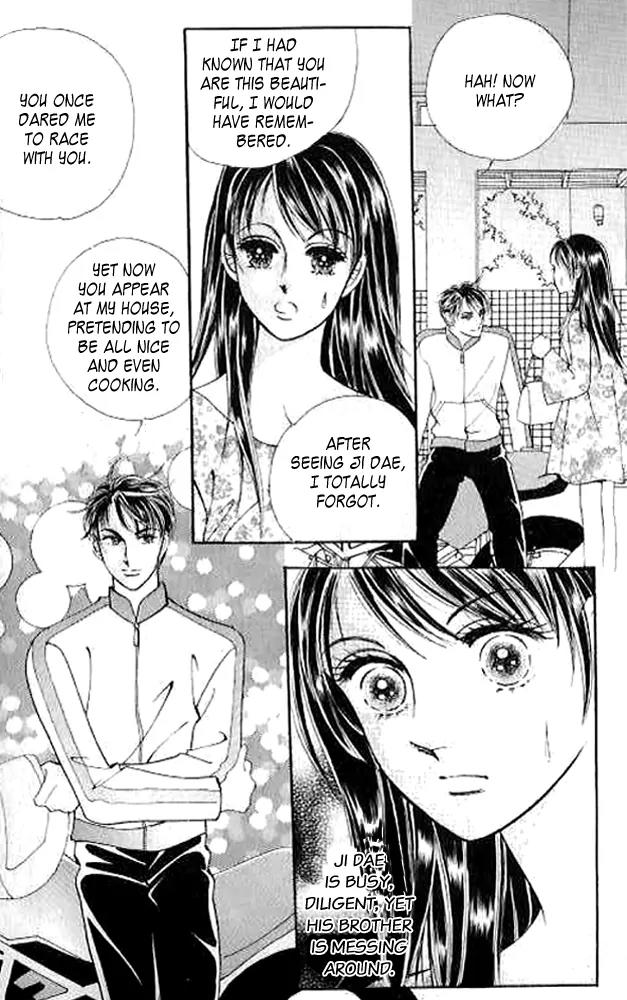 HAH! NOW
WHAT?
IF I HAD
KNOWN THAT YOU
ARE THIS BEAUTI-
FUL, I WOULD
HAVE REMEM-
BERED.
AFTER
SEEING JI DAE,
I TOTALLY
FORGOT.
YOU ONCE
DARED ME
TO RACE
WITH YOU.
YET NOW
YOU APPEAR
AT MY HOUSE,
PRETENDING TO
BE ALL NICE
AND EVEN
COOKING.
JI DAE
IS BUSY,
DILIGENT, YET
HIS BROTHER
IS MESSING
AROUND.